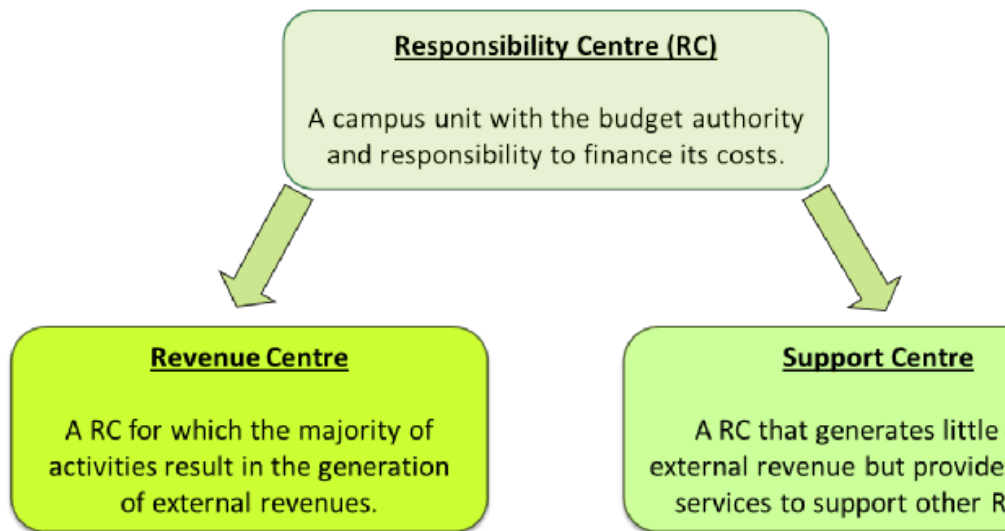 Responsibility Centre (RC)
A campus unit with the budget authority
and responsibility to finance its costs.
Revenue Centre
A RC for which the majority of
activities result in the generation
of external revenues.
Support Centre
A RC that generates little
external revenue but provide
services to support other R